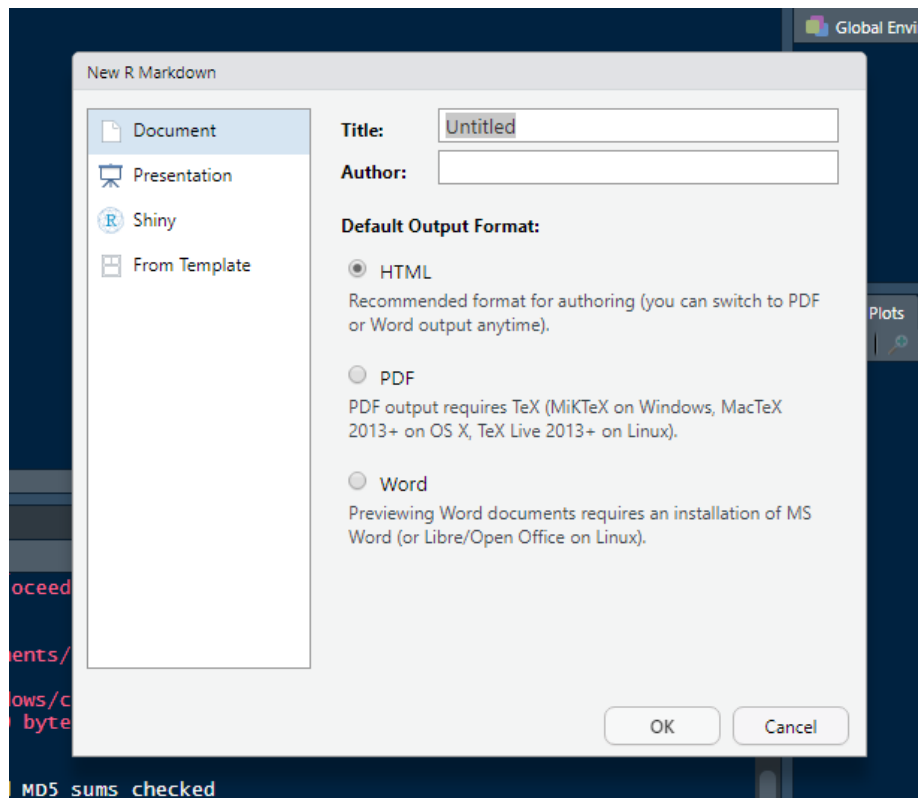 Global Envi
New R Markdown
Document
Presentation
R Shiny
From Template
Title: Untitled
Author:
Default Output Format:
HTML
Recommended format for authoring (you can switch to PDF
or Word output anytime).
PDF
PDF output requires TeX (MiKTeX on Windows, MacTeX
2013+ on OS X, TeX Live 2013+ on Linux).
Word
Previewing Word documents requires an installation of MS
Word (or Libre/Open Office on Linux).
OK Cancel
Plots
oceed
ents/
ows/c
byte
MD5 sums checked